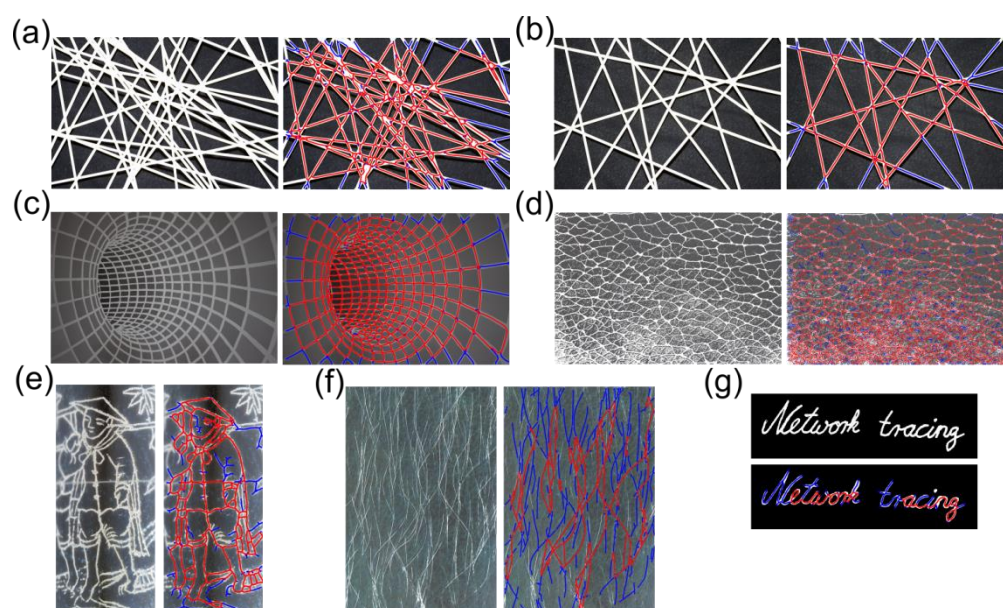 (a)
(b)
(c)
(d)
(e)
(f)
(g)
Network tracing
Network tracing